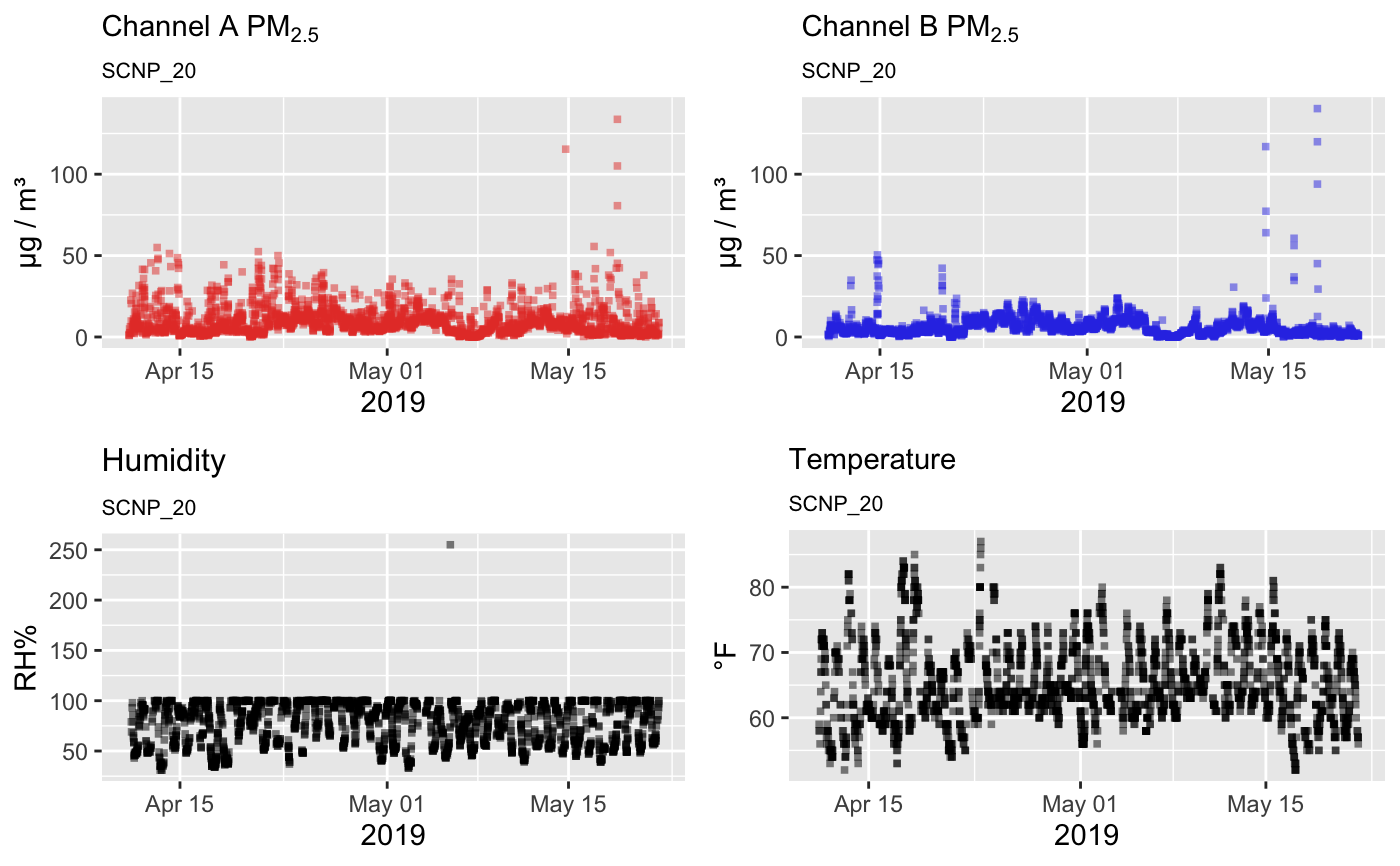 Channel A PM2.5
SCNP_20
µg / m³
100
50
0
Apr 15 May 01 May 15
2019
Channel B PM2.5
SCNP_20
µg / m³
100
50
0
Apr 15 May 01 May 15
2019
Humidity
SCNP_20
RH%
250
200
150
100
50
Apr 15 May 01 May 15
2019
Temperature
SCNP_20
°F
80
70
60
Apr 15 May 01 May 15
2019